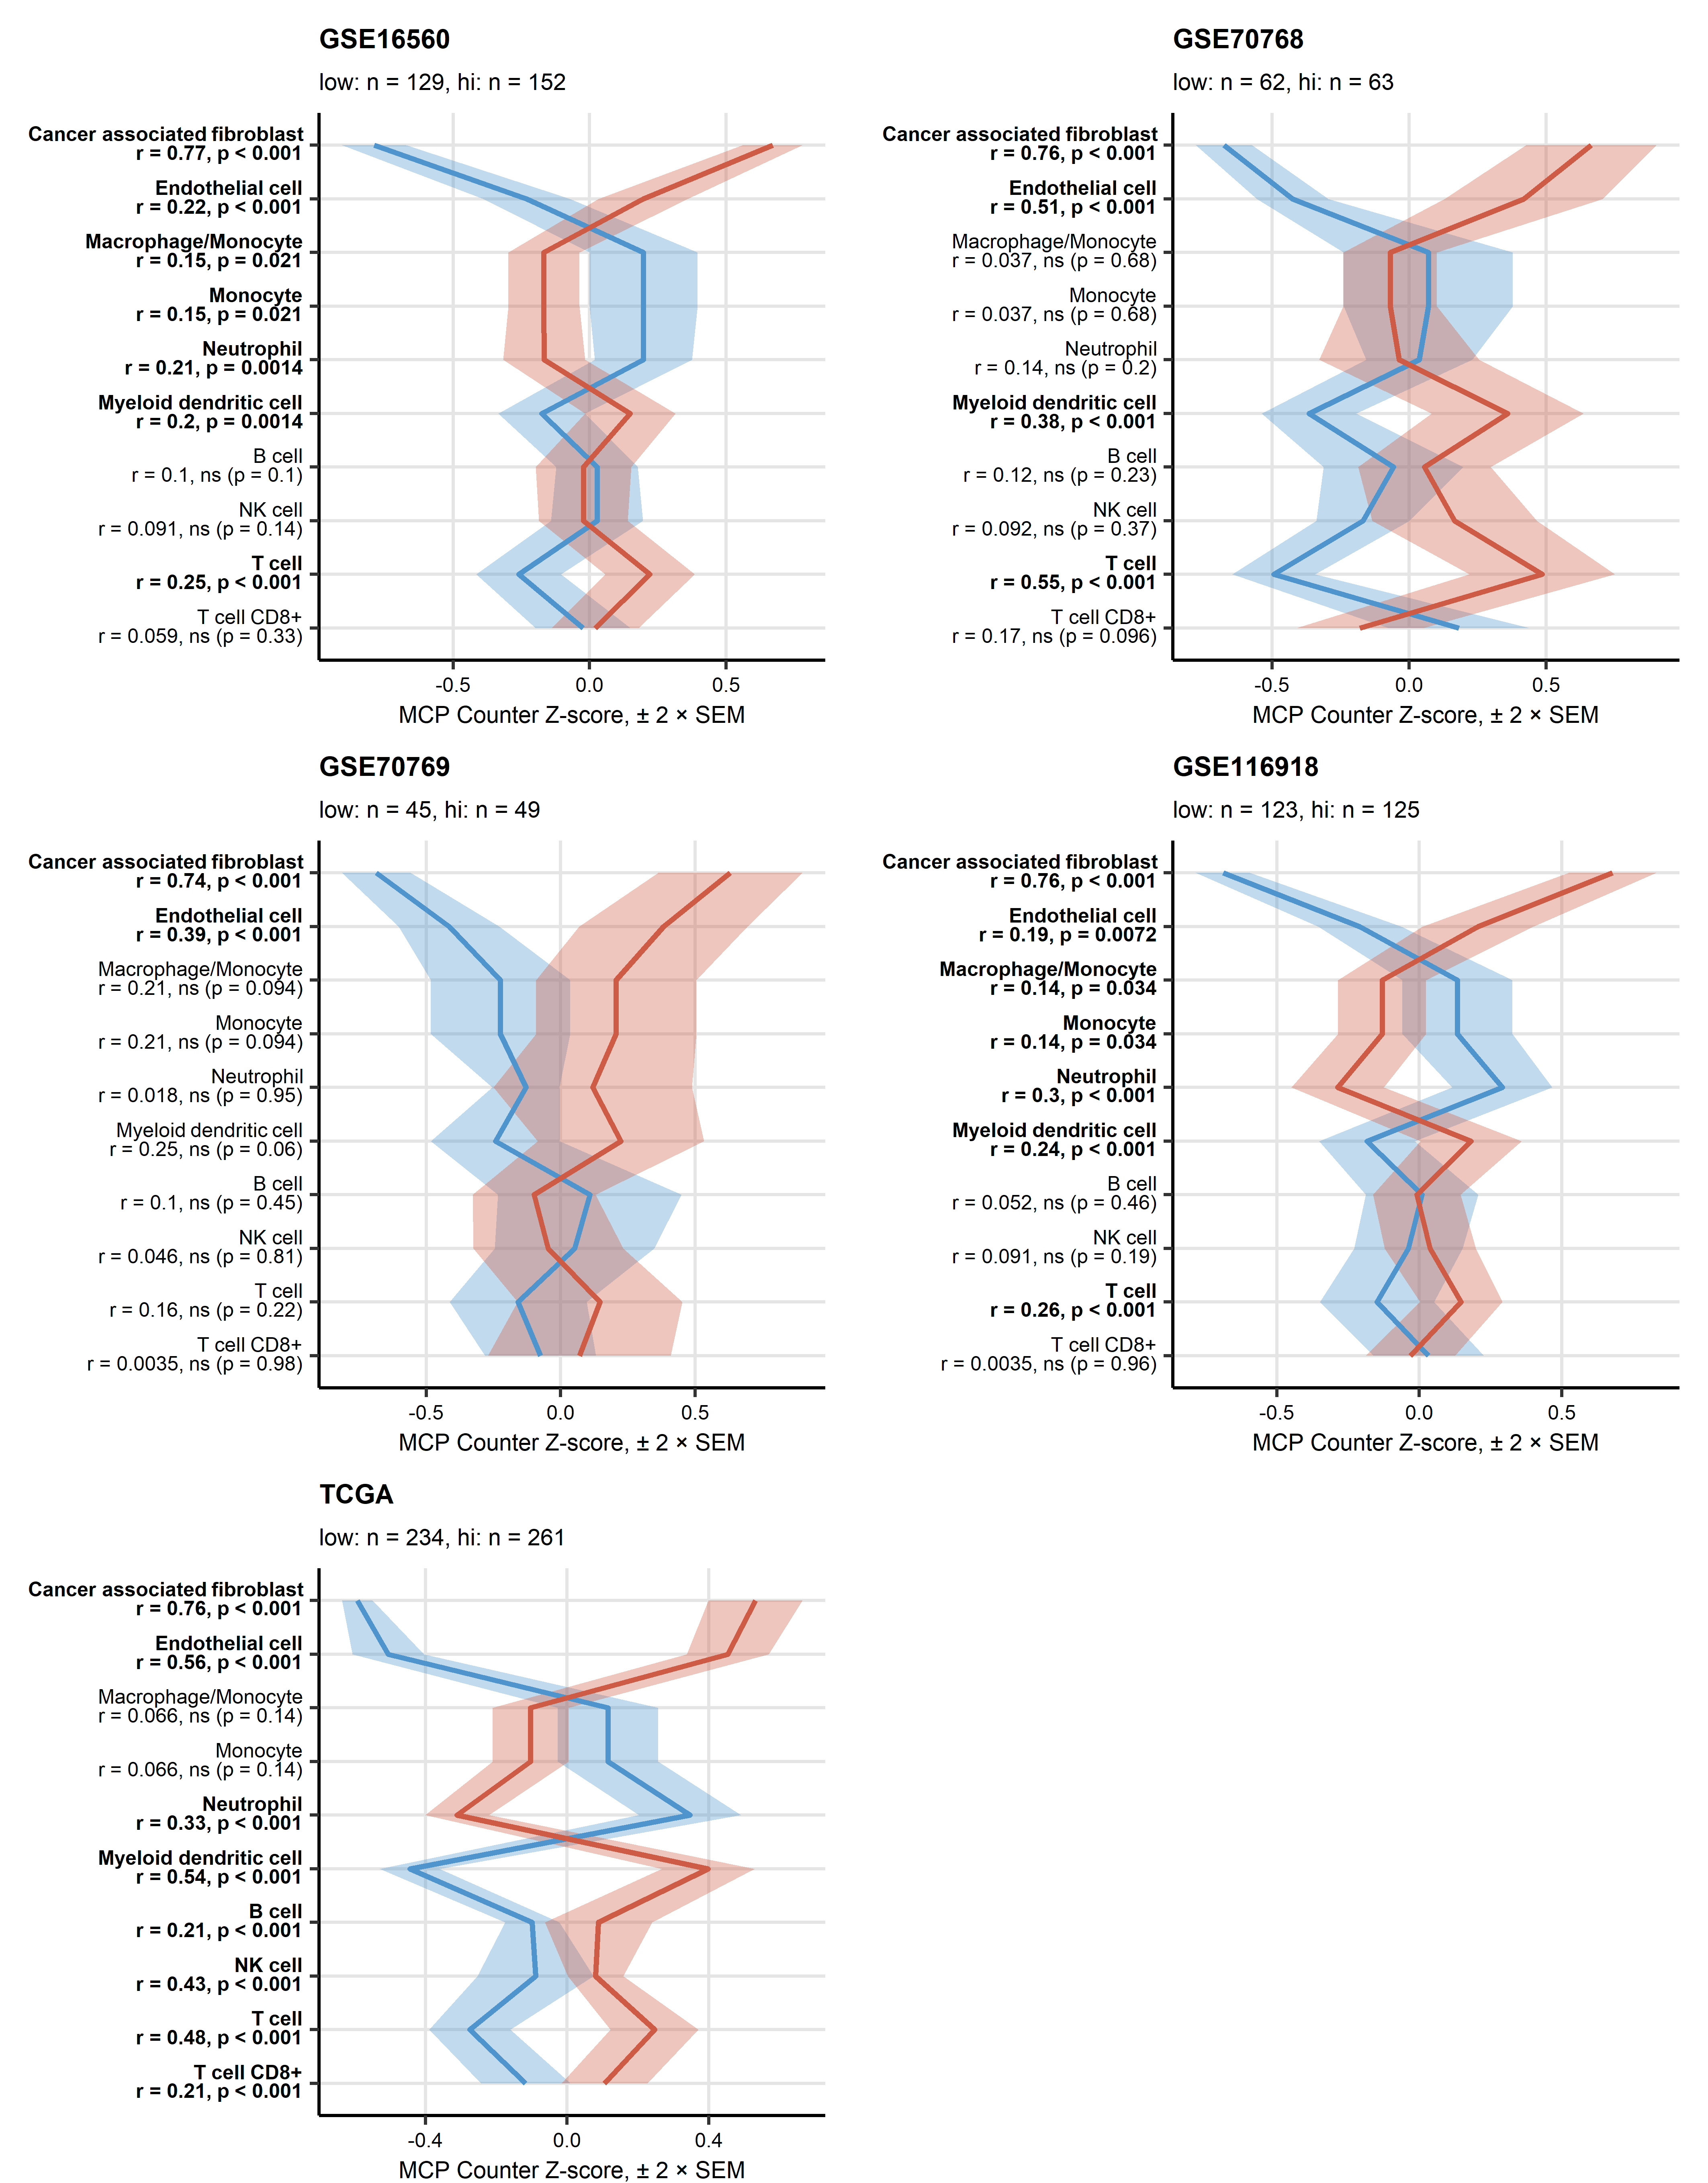 GSE16560
low: n = 129, hi: n = 152
Cancer associated fibroblast
r = 0.77, p < 0.001
Endothelial cell
r = 0.22, p < 0.001
Macrophage/Monocyte
r = 0.15, p = 0.021
Monocyte
r = 0.15, p = 0.021
Neutrophil
r = 0.21, p = 0.0014
Myeloid dendritic cell
r = 0.2, p = 0.0014
B cell
r = 0.1, ns (p = 0.1)
NK cell
r = 0.091, ns (p = 0.14)
T cell
r = 0.25, p < 0.001
T cell CD8+
r = 0.059, ns (p = 0.33)
-0.5 0.0 0.5
MCP Counter Z-score, ± 2 × SEM
GSE70768
low: n = 62, hi: n = 63
Cancer associated fibroblast
r = 0.76, p < 0.001
Endothelial cell
r = 0.51, p < 0.001
Macrophage/Monocyte
r = 0.037, ns (p = 0.68)
Monocyte
r = 0.037, ns (p = 0.68)
Neutrophil
r = 0.14, ns (p = 0.2)
Myeloid dendritic cell
r = 0.38, p < 0.001
B cell
r = 0.12, ns (p = 0.23)
NK cell
r = 0.092, ns (p = 0.37)
T cell
r = 0.55, p < 0.001
T cell CD8+
r = 0.17, ns (p = 0.096)
-0.5 0.0 0.5
MCP Counter Z-score, ± 2 × SEM
GSE70769
low: n = 45, hi: n = 49
Cancer associated fibroblast
r = 0.74, p < 0.001
Endothelial cell
r = 0.39, p < 0.001
Macrophage/Monocyte
r = 0.21, ns (p = 0.094)
Monocyte
r = 0.21, ns (p = 0.094)
Neutrophil
r = 0.018, ns (p = 0.95)
Myeloid dendritic cell
r = 0.25, ns (p = 0.06)
B cell
r = 0.1, ns (p = 0.45)
NK cell
r = 0.046, ns (p = 0.81)
T cell
r = 0.16, ns (p = 0.22)
T cell CD8+
r = 0.0035, ns (p = 0.98)
-0.5 0.0 0.5
MCP Counter Z-score, ± 2 × SEM
GSE116918
low: n = 123, hi: n = 125
Cancer associated fibroblast
r = 0.76, p < 0.001
Endothelial cell
r = 0.19, p = 0.0072
Macrophage/Monocyte
r = 0.14, p = 0.034
Monocyte
r = 0.14, p = 0.034
Neutrophil
r = 0.3, p < 0.001
Myeloid dendritic cell
r = 0.24, p < 0.001
B cell
r = 0.052, ns (p = 0.46)
NK cell
r = 0.091, ns (p = 0.19)
T cell
r = 0.26, p < 0.001
T cell CD8+
r = 0.0035, ns (p = 0.96)
-0.5 0.0 0.5
MCP Counter Z-score, ± 2 × SEM
TCGA
low: n = 234, hi: n = 261
Cancer associated fibroblast
r = 0.76, p < 0.001
Endothelial cell
r = 0.56, p < 0.001
Macrophage/Monocyte
r = 0.066, ns (p = 0.14)
Monocyte
r = 0.066, ns (p = 0.14)
Neutrophil
r = 0.33, p < 0.001
Myeloid dendritic cell
r = 0.54, p < 0.001
B cell
r = 0.21, p < 0.001
NK cell
r = 0.43, p < 0.001
T cell
r = 0.48, p < 0.001
T cell CD8+
r = 0.21, p < 0.001
-0.4 0.0 0.4
MCP Counter Z-score, ± 2 × SEM